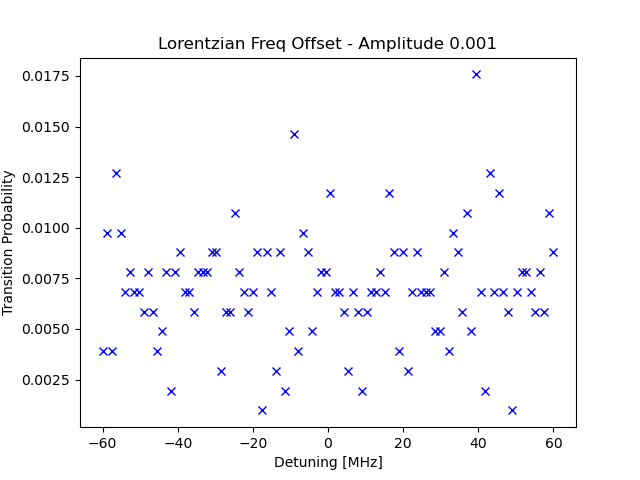 Lorentzian Freq Offset - Amplitude 0.001
Transition Probability
0.0175
0.0150
0.0125
0.0100
0.0075
0.0050
0.0025
−60 −40 −20 0 20 40 60
Detuning [MHz]